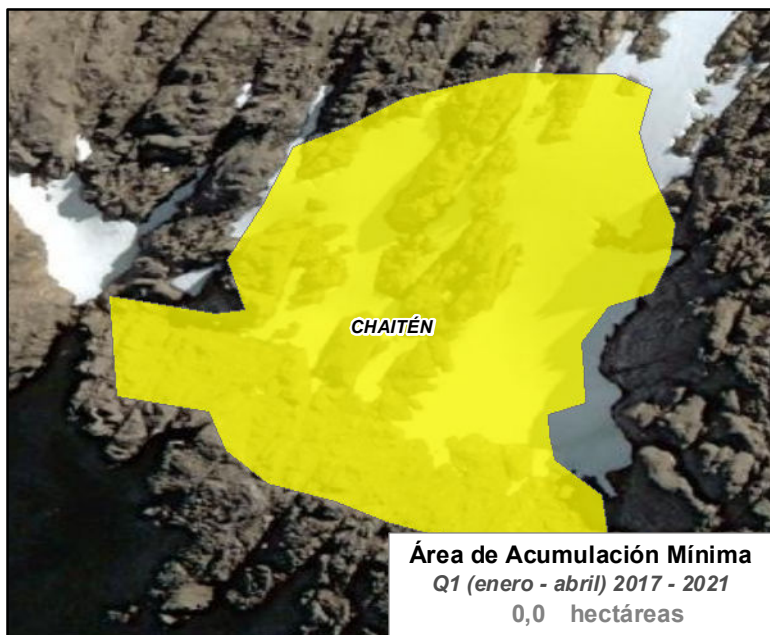 CHAITÉN
Área de Acumulación Mínima
Q1 (enero - abril) 2017 - 2021
0,0 hectáreas